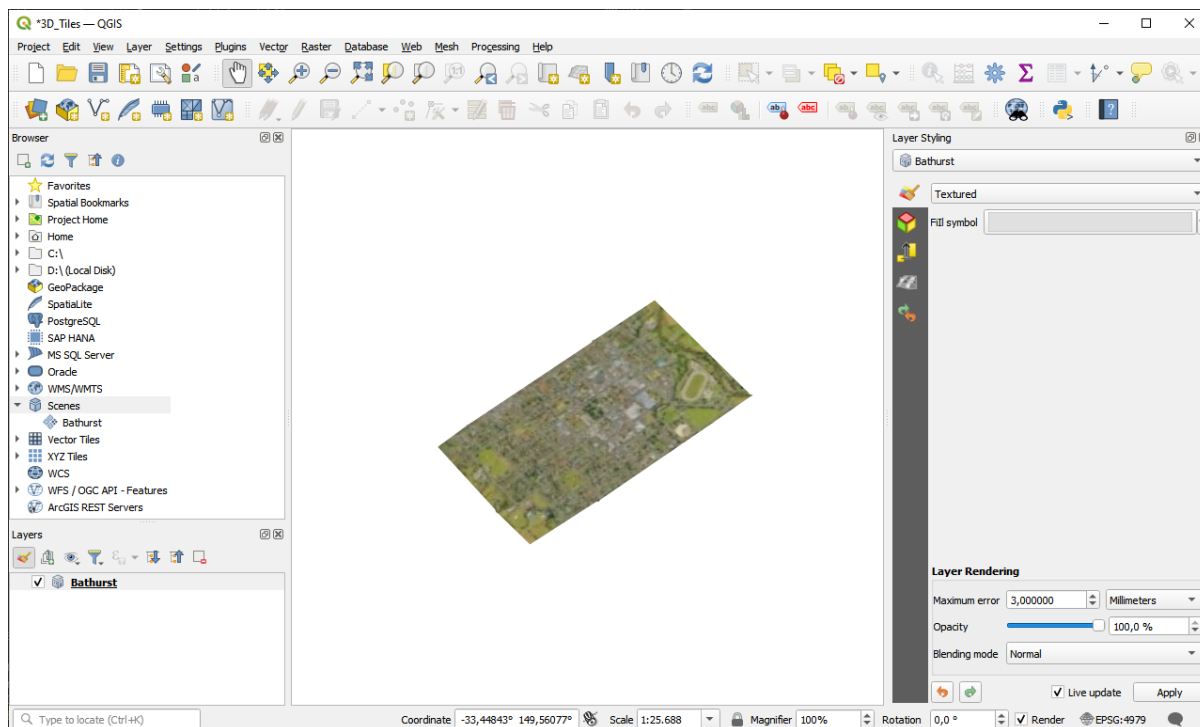 *3D_Tiles — QGIS
Project Edit View Layer Settings Plugins Vector Raster Database Web Mesh Processing Help
Browser
Favorites
Spatial Bookmarks
Project Home
Home
C:\
D:\ (Local Disk)
GeoPackage
SpatiaLite
PostgreSQL
SAP HANA
MS SQL Server
Oracle
WMS/WMTS
Scenes
Bathurst
Vector Tiles
XYZ Tiles
WCS
WFS / OGC API - Features
ArcGIS REST Servers
Layers
Bathurst
Layer Styling
Bathurst
Textured
Fill symbol
Layer Rendering
Maximum error 3,000000 Millimeters
Opacity 100,0 %
Blending mode Normal
Live update Apply
Type to locate (Ctrl+K) Coordinate -33,44843° 149,56077° Scale 1:25.688 Magnifier 100% Rotation 0,0 ° Render EPSG:4979